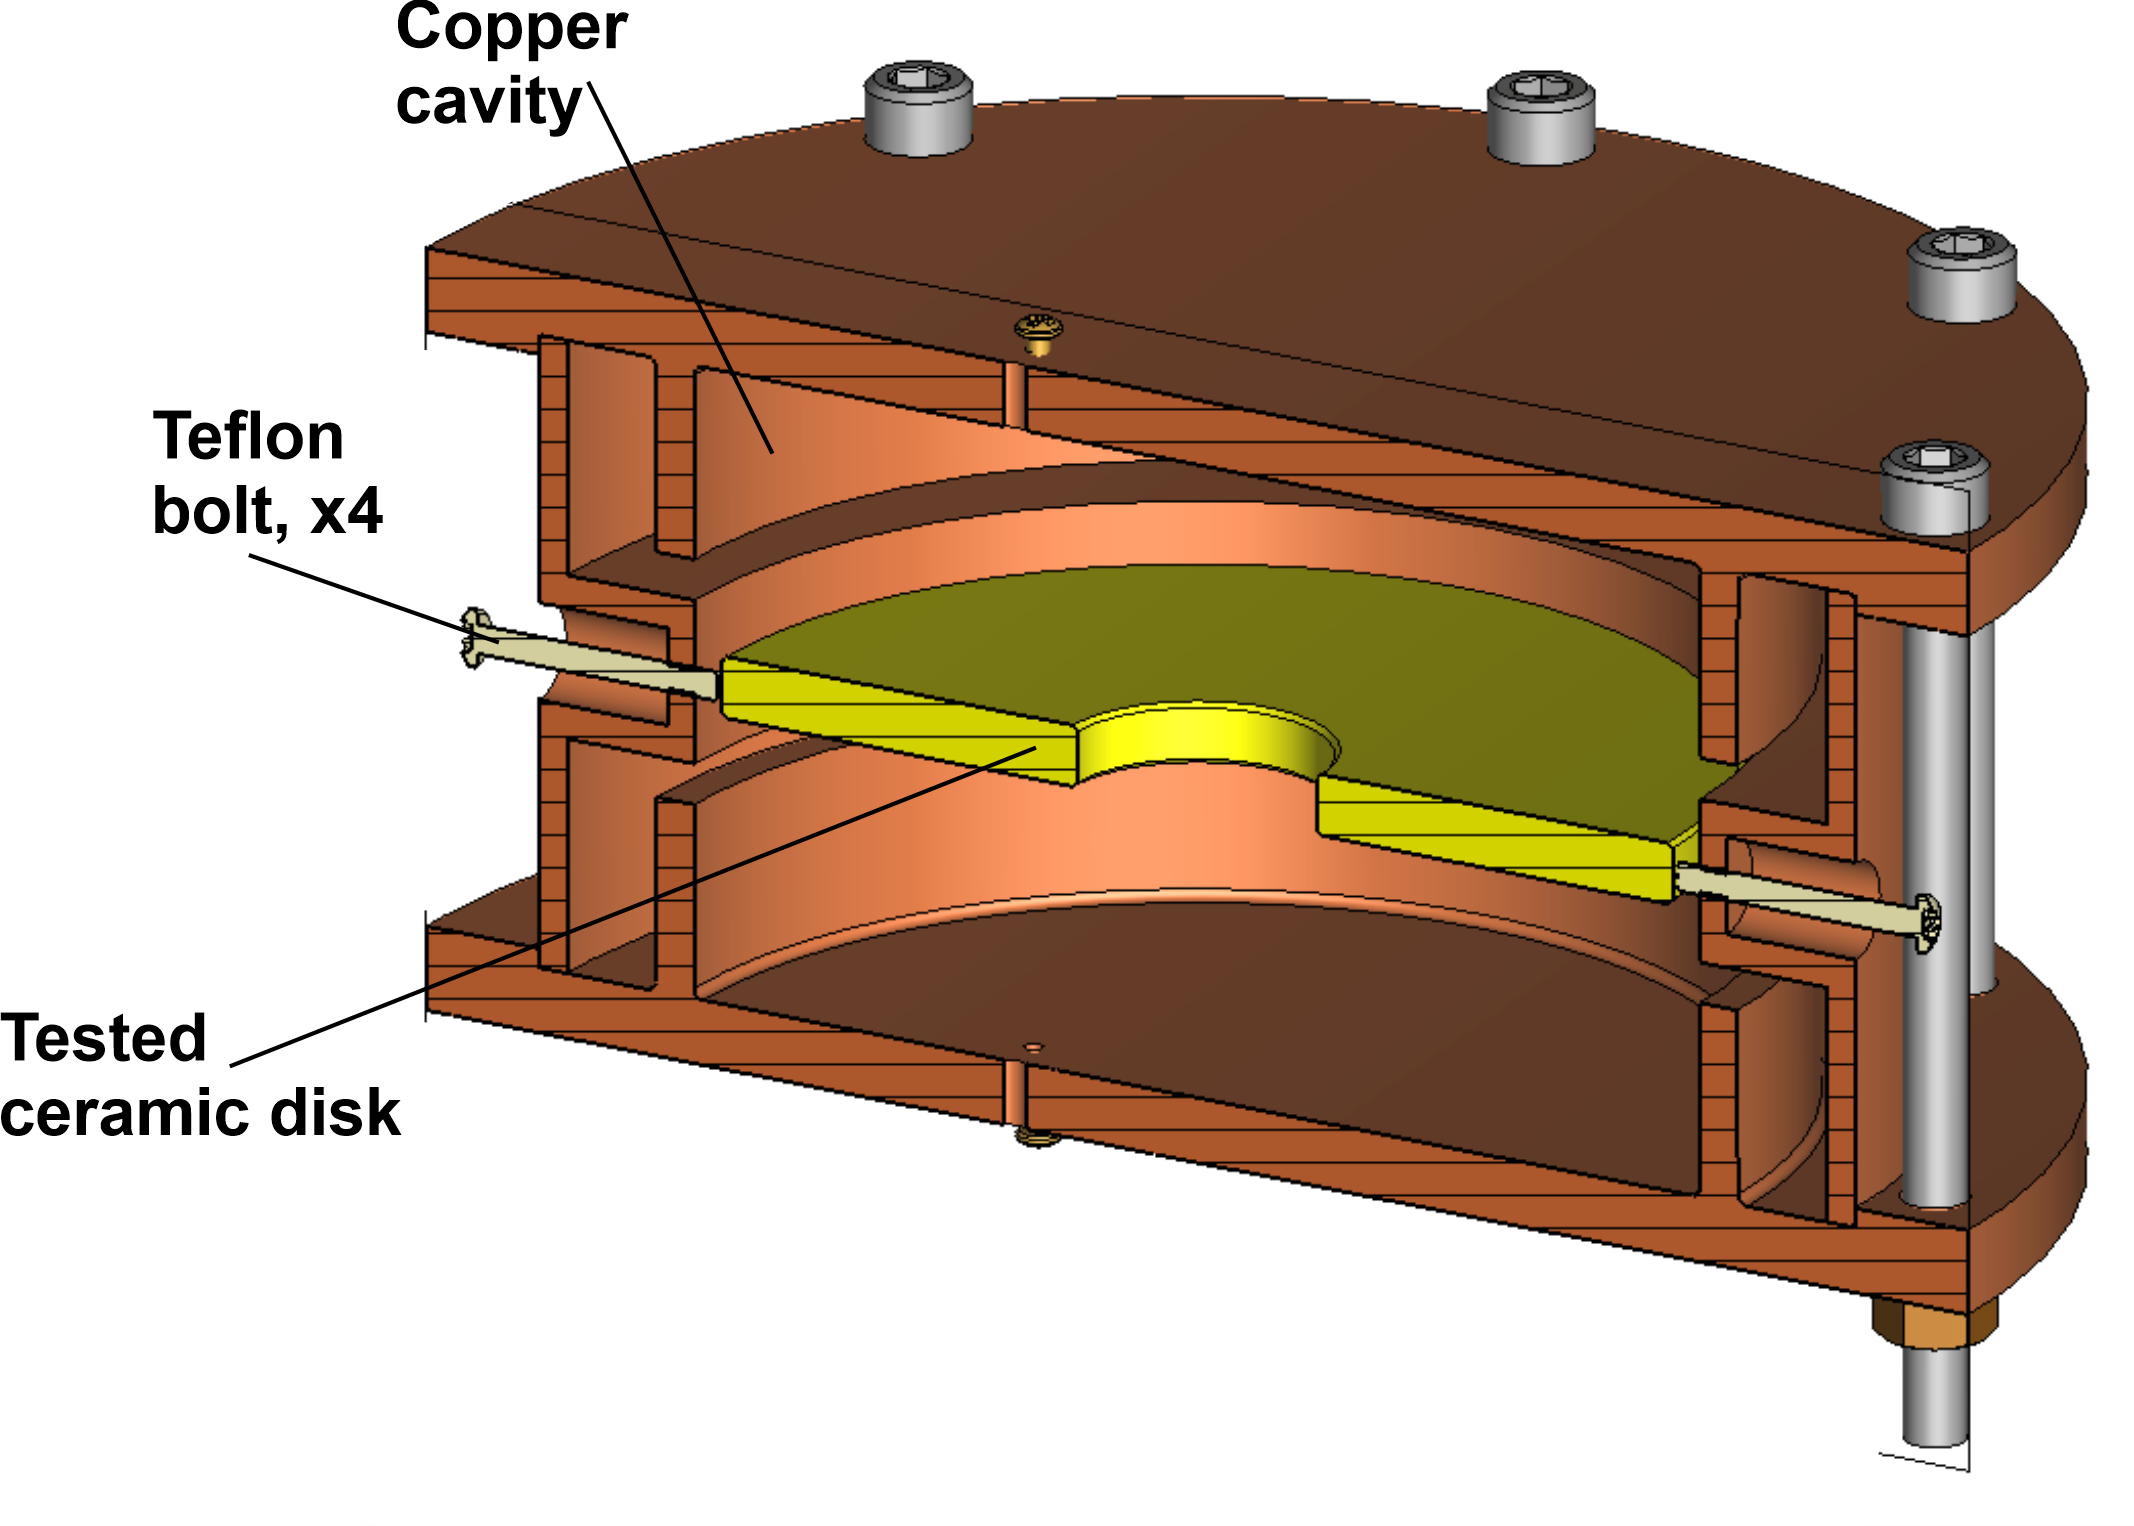 Copper
cavity
Teflon
bolt, x4
Tested
ceramic disk